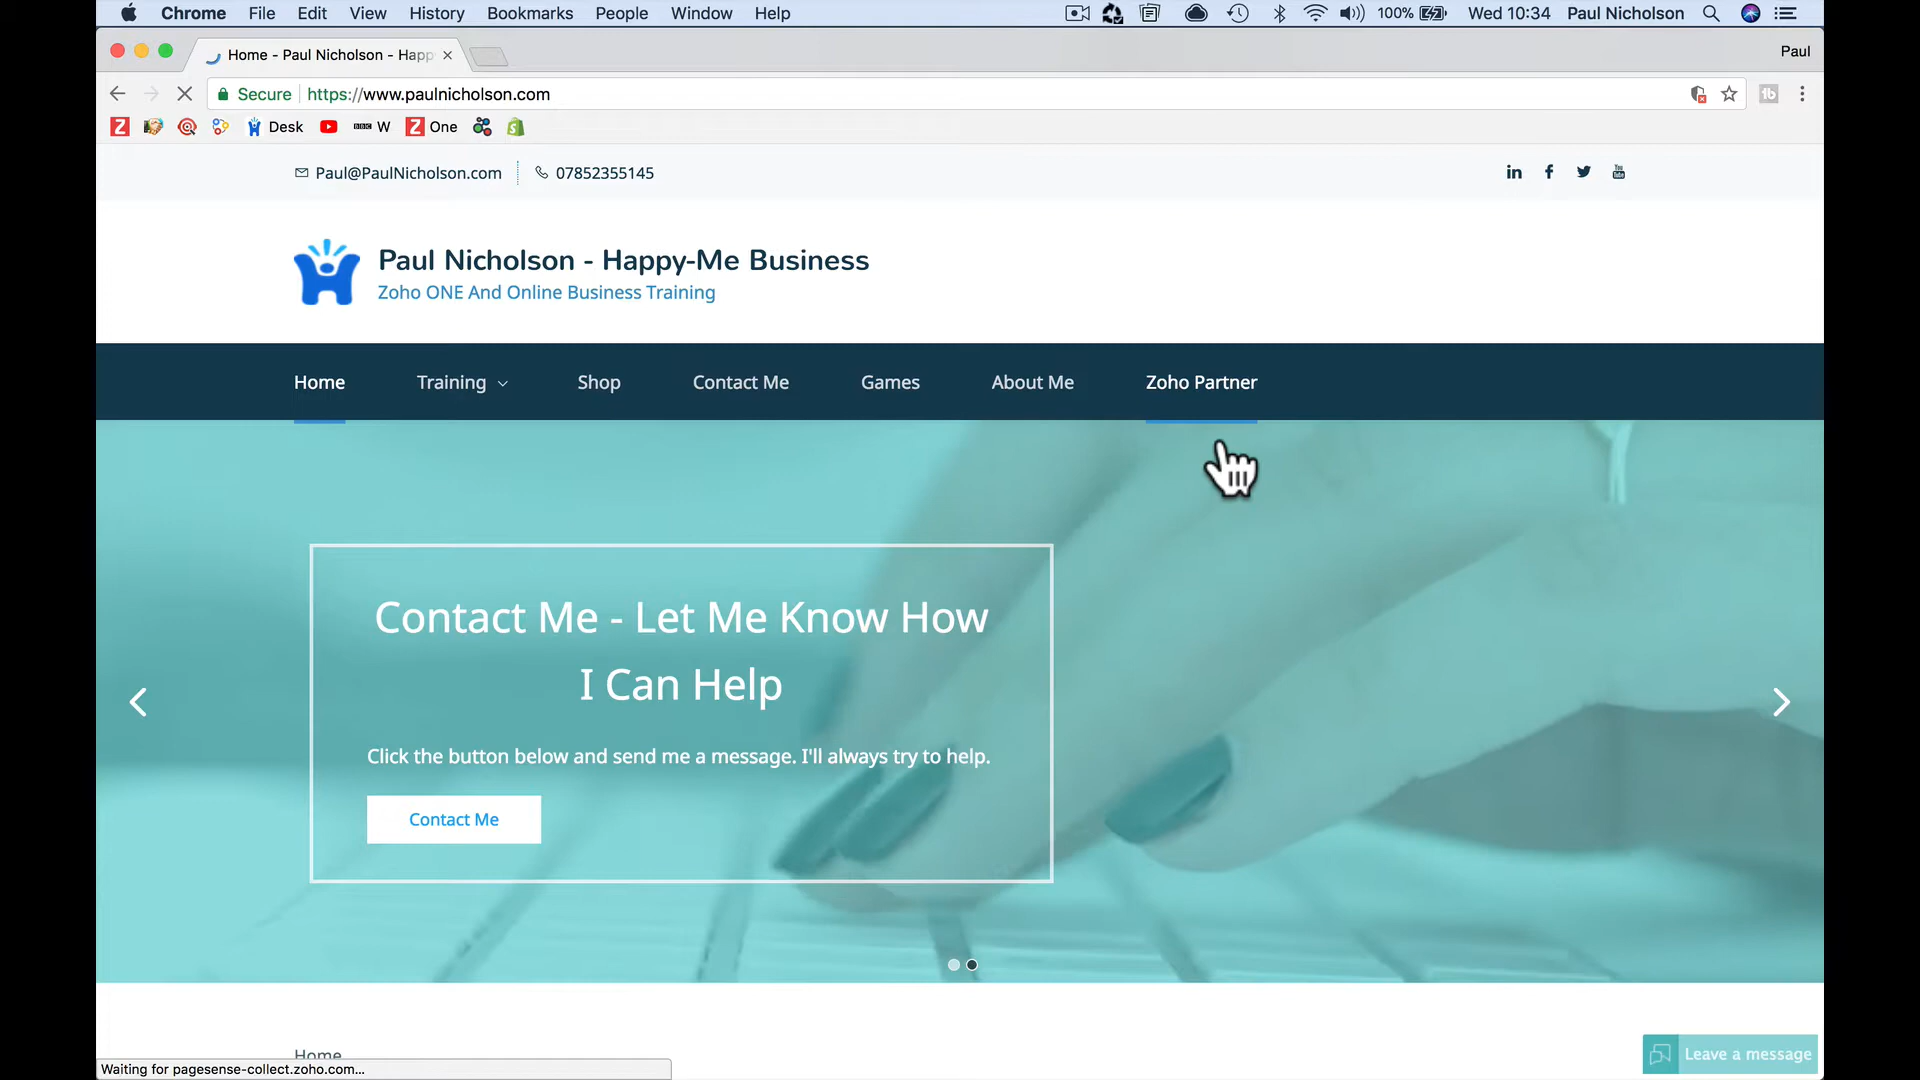 Chrome File Edit View History Bookmarks People Window Help 100% Wed 10:34 Paul Nicholson
Home - Paul Nicholson - Happ Paul
Secure https://www.paulnicholson.com
Desk BBC W One
Paul@PaulNicholson.com 07852355145
Paul Nicholson - Happy-Me Business
Zoho ONE And Online Business Training
Home Training Shop Contact Me Games About Me Zoho Partner
Contact Me - Let Me Know How
I Can Help
Click the button below and send me a message. I'll always try to help.
Contact Me
Home
Leave a message
Waiting for pagesense-collect.zoho.com...